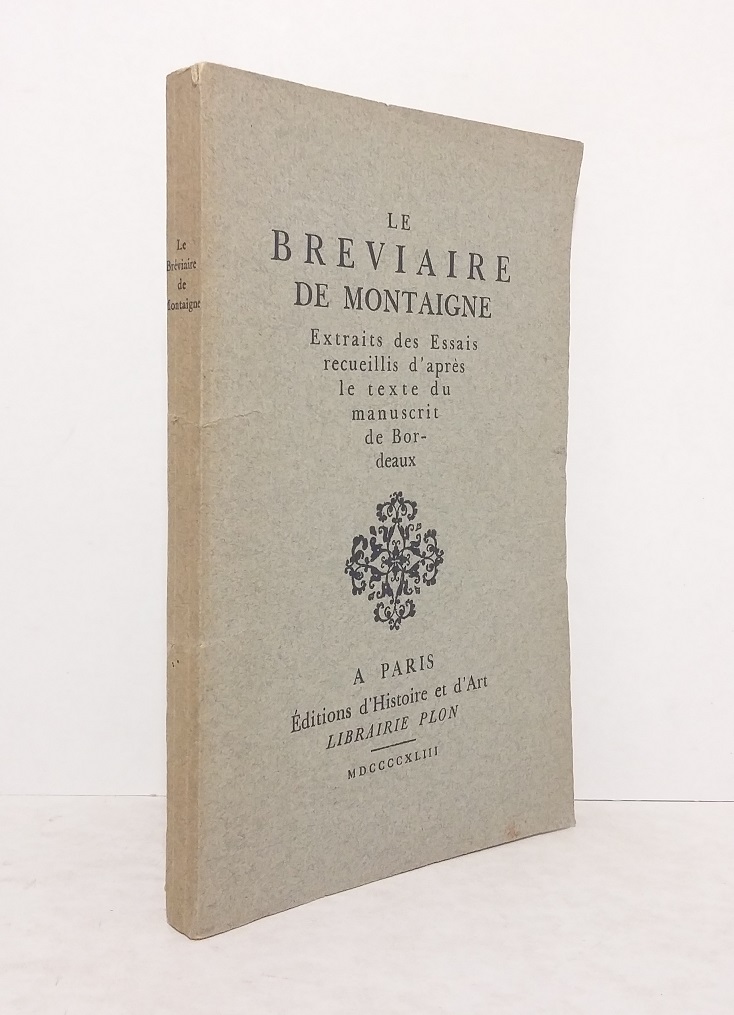 Le
Bréviaire
de
Montaigne
LE
BREVIAIRE
DE MONTAIGNE
Extraits des Essais
recueillis d'après
le texte du
manuscrit
de Bor-
deaux
A PARIS
Éditions d'Histoire et d'Art
LIBRAIRIE PLON
MDCCCCXLIII